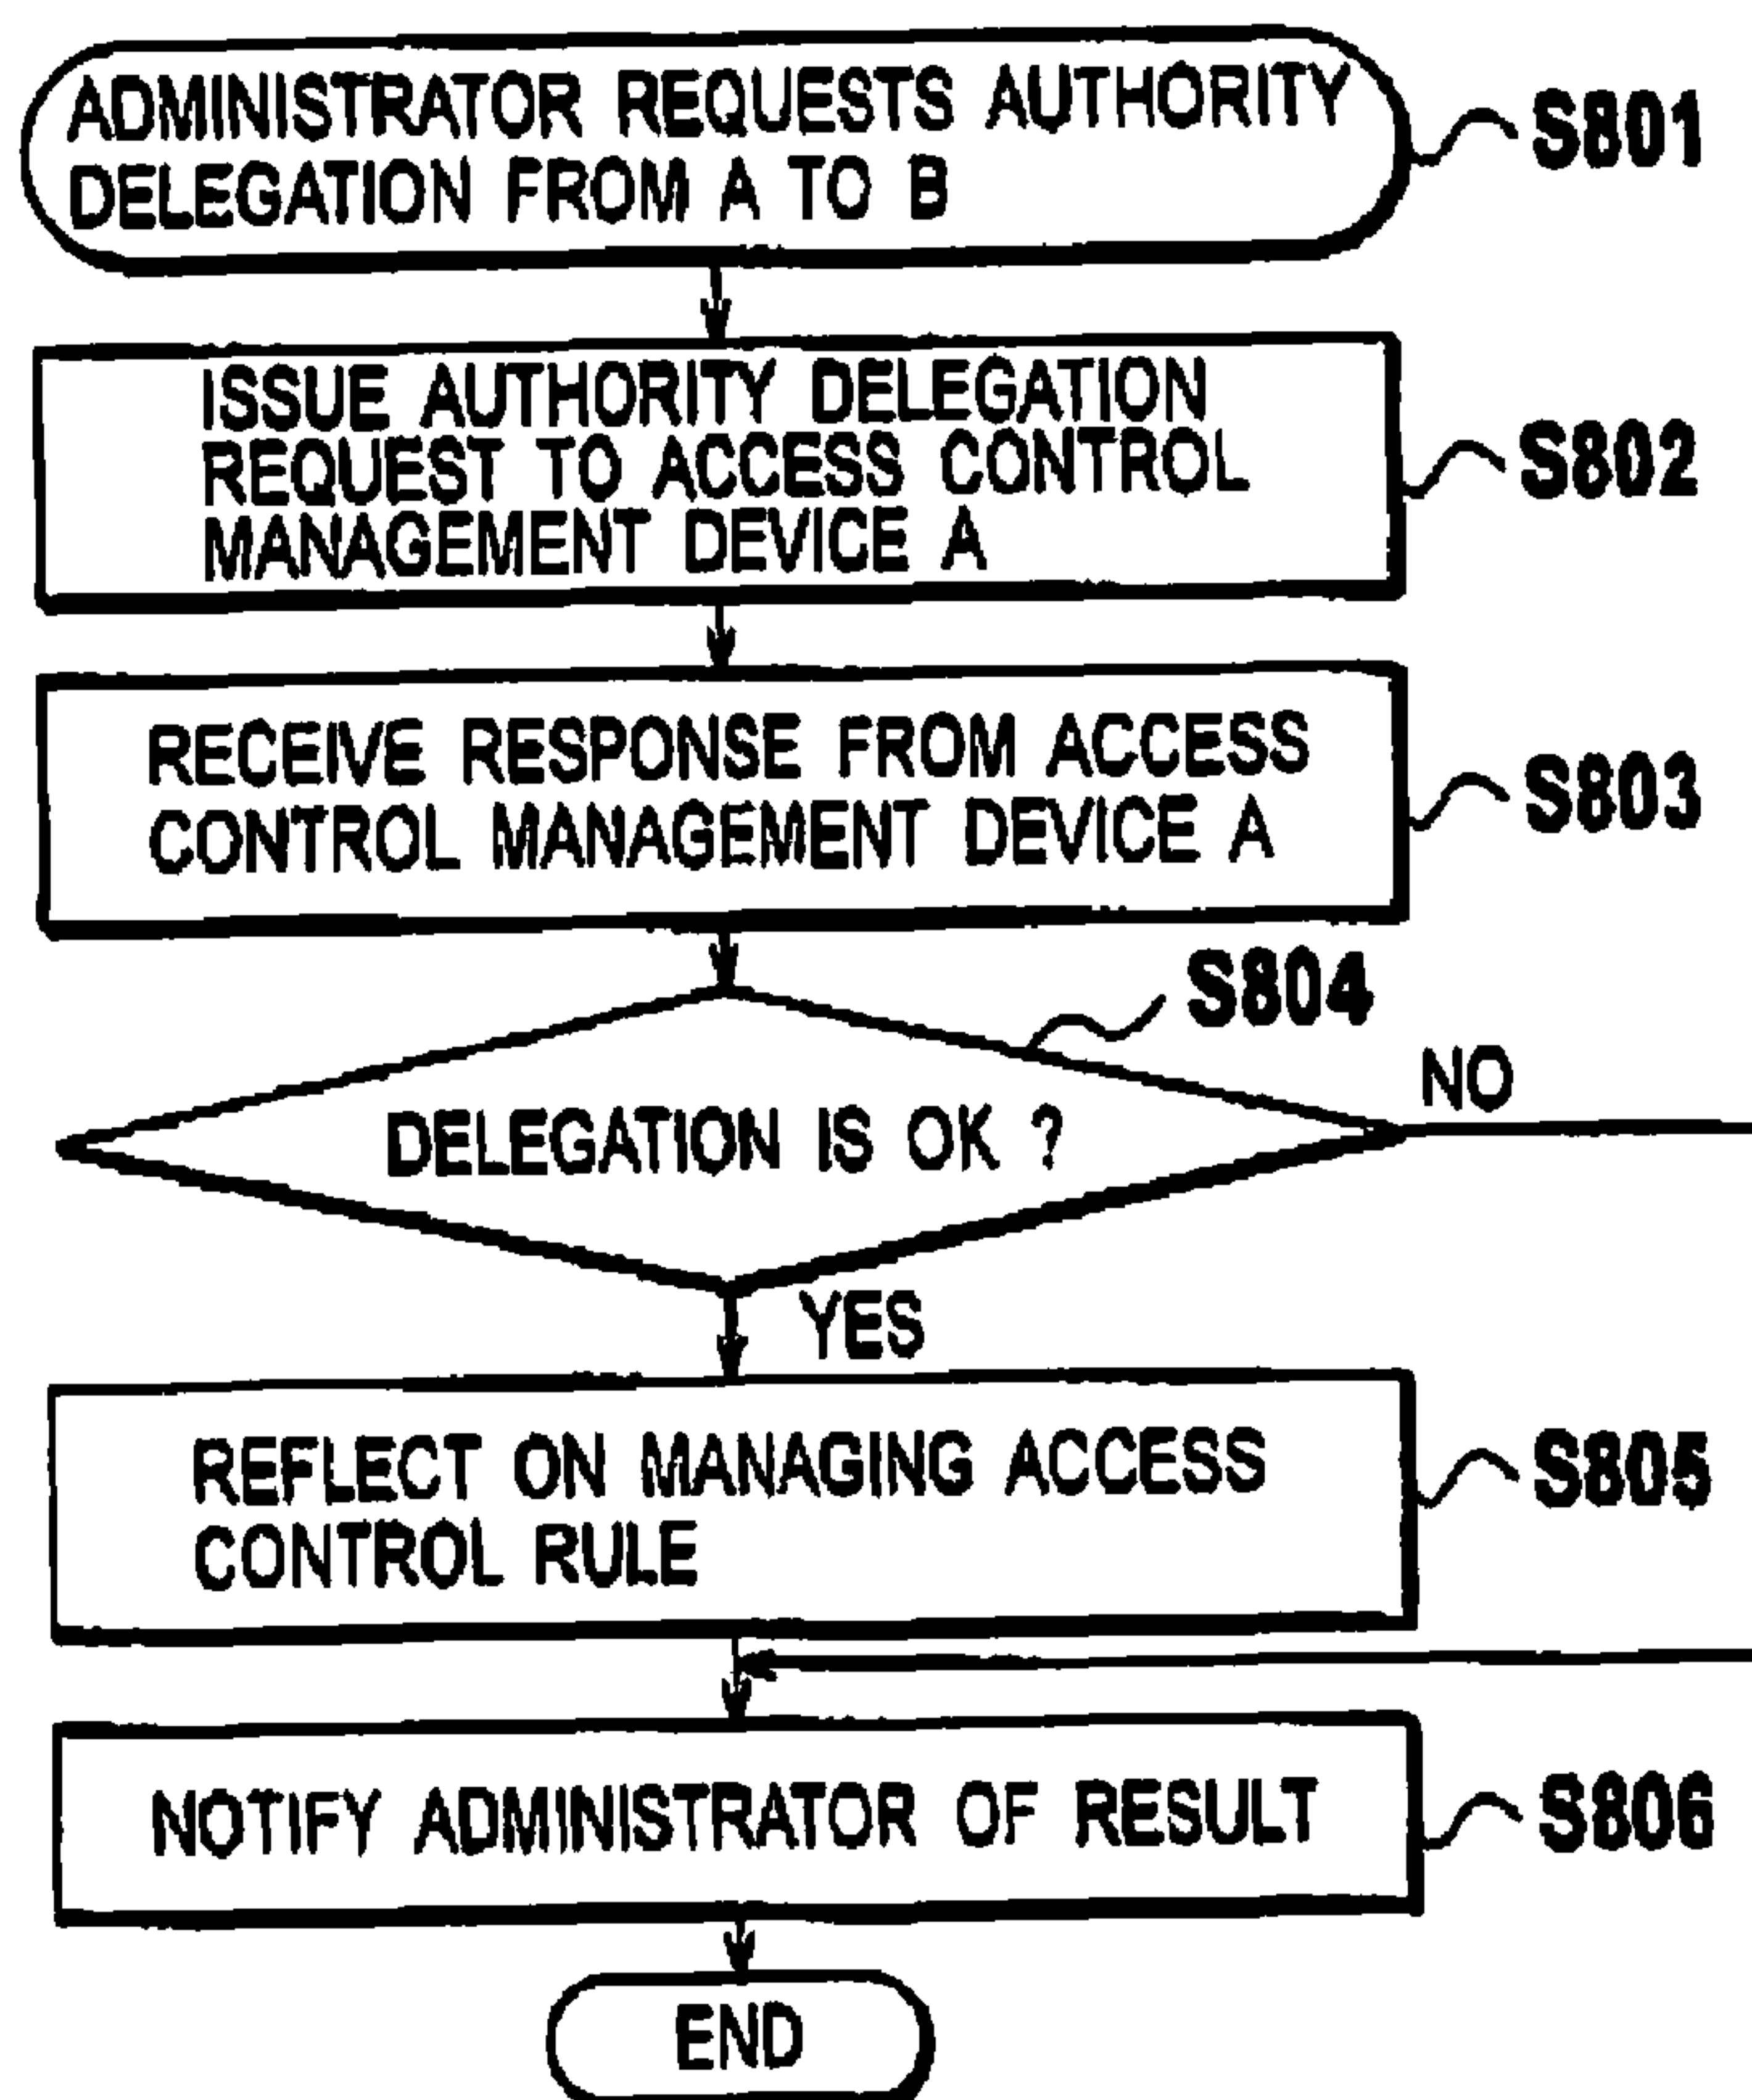 ADMINISTRATOR REQUESTS AUTHORITY
DELEGATION FROM A TO B
S801
ISSUE AUTHORITY DELEGATION
REQUEST TO ACCESS CONTROL
MANAGEMENT DEVICE A
S802
RECEIVE RESPONSE FROM ACCESS
CONTROL MANAGEMENT DEVICE A
S803
S804
DELEGATION IS OK ?
NO
YES
REFLECT ON MANAGING ACCESS
CONTROL RULE
S805
NOTIFY ADMINISTRATOR OF RESULT
S806
END